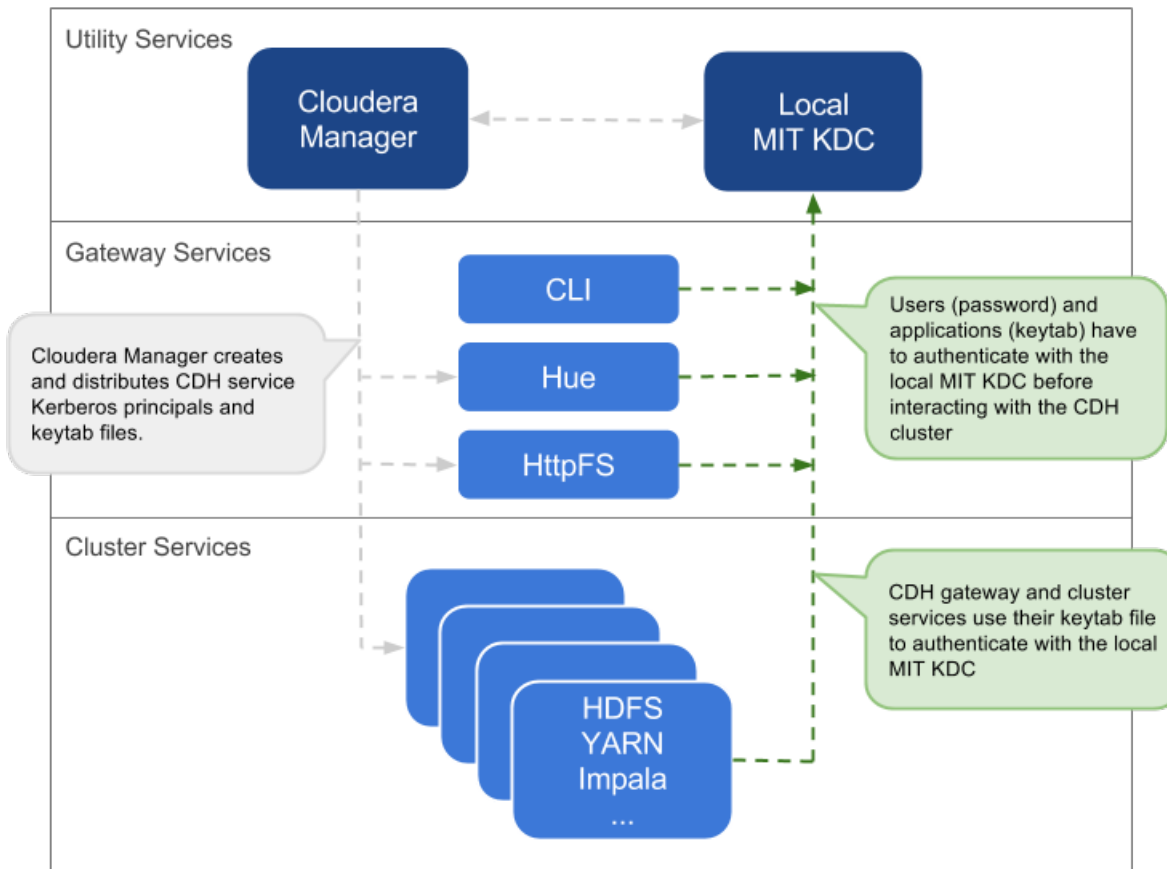 Utility Services
Cloudera
Manager
Local
MIT KDC
Gateway Services
CLI
Hue
HttpFS
Cloudera Manager creates
and distributes CDH service
Kerberos principals and
keytab files.
Users (password) and
applications (keytab) have
to authenticate with the
local MIT KDC before
interacting with the CDH
cluster
Cluster Services
HDFS
YARN
Impala
...
CDH gateway and cluster
services use their keytab file
to authenticate with the local
MIT KDC